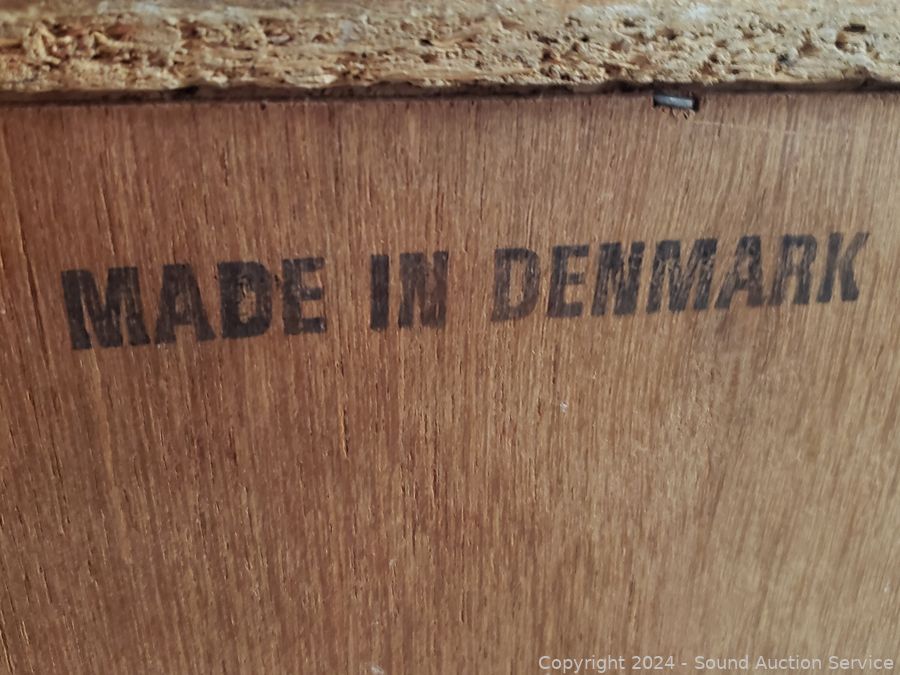 MADE IN DENMARK
Copyright 2024 - Sound Auction Service